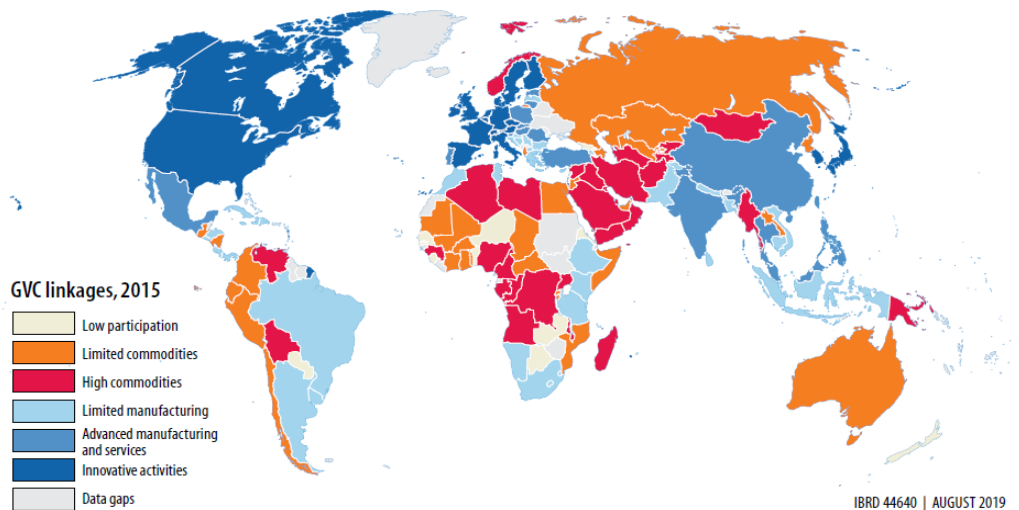 GVC linkages, 2015
Low participation
Limited commodities
High commodities
Limited manufacturing
Advanced manufacturing
and services
Innovative activities
Data gaps
IBRD 44640 | AUGUST 2019